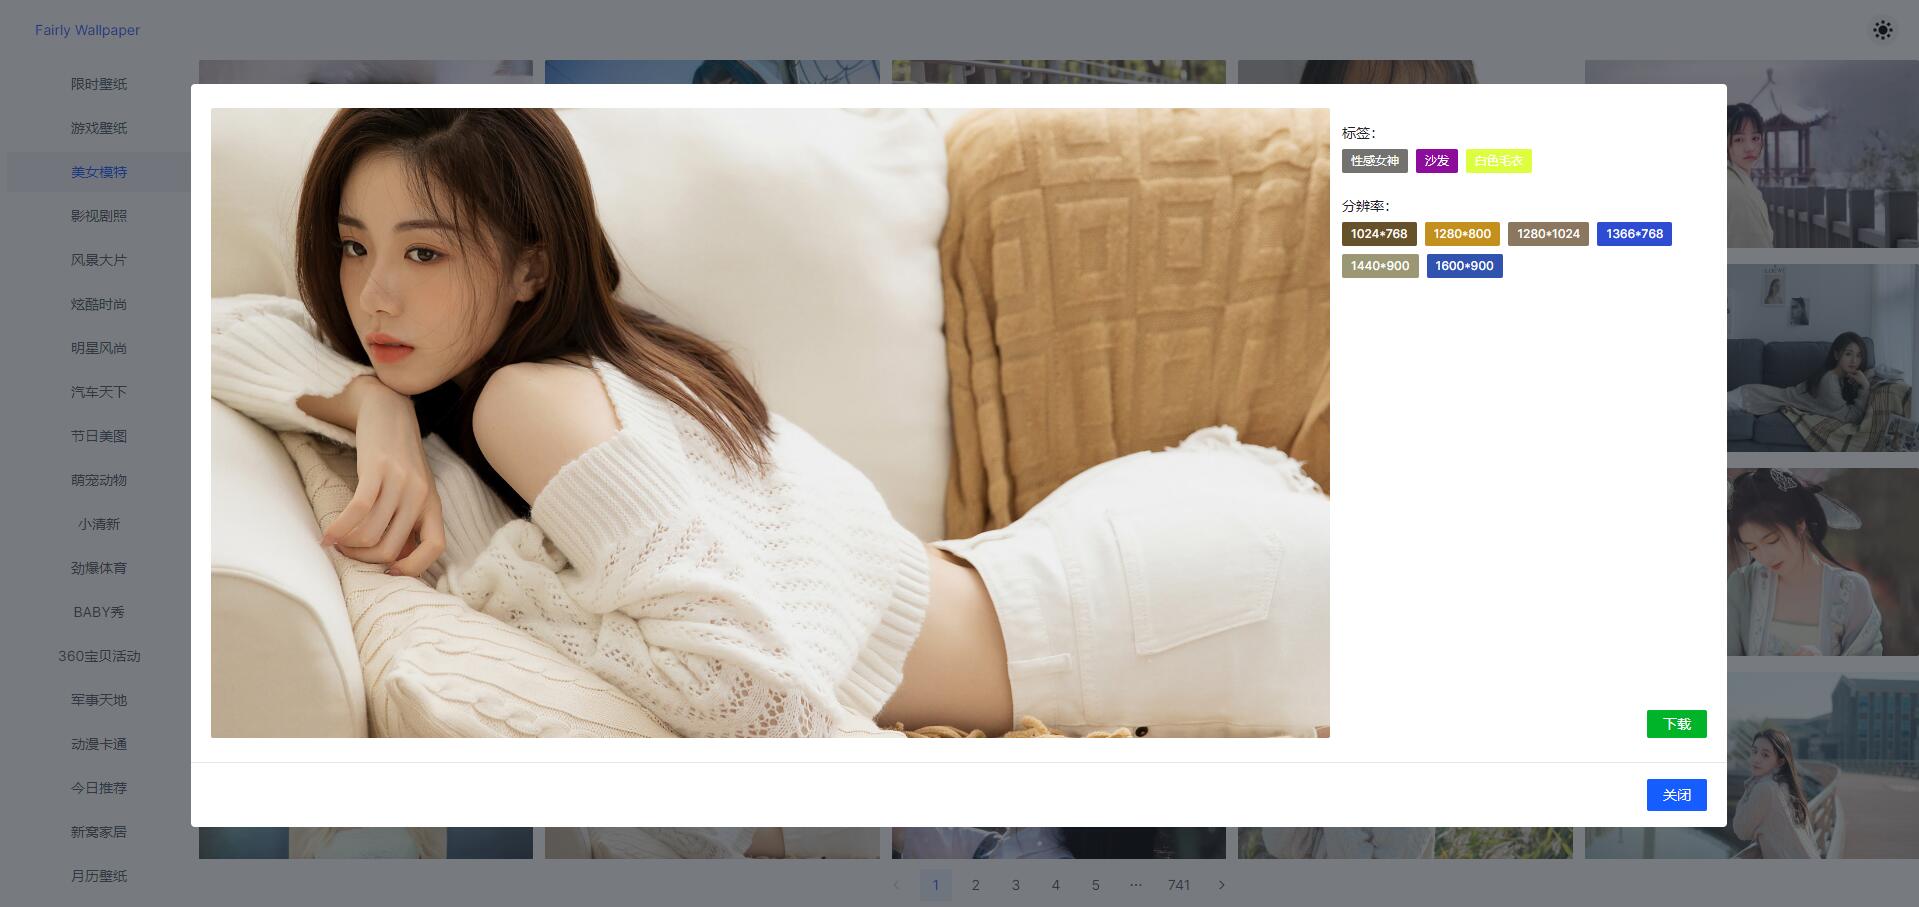 Fairly Wallpaper
限时壁纸
游戏壁纸
美女模特
影视剧照
风景大片
炫酷时尚
明星风尚
汽车天下
节日美图
萌宠动物
小清新
劲爆体育
BABY秀
360宝贝活动
军事天地
动漫卡通
今日推荐
新窝家居
月历壁纸
标签：
性感女神 沙发 白色毛衣
分辨率：
1024*768 1280*800 1280*1024 1366*768
1440*900 1600*900
下载
关闭
1 2 3 4 5 ··· 741